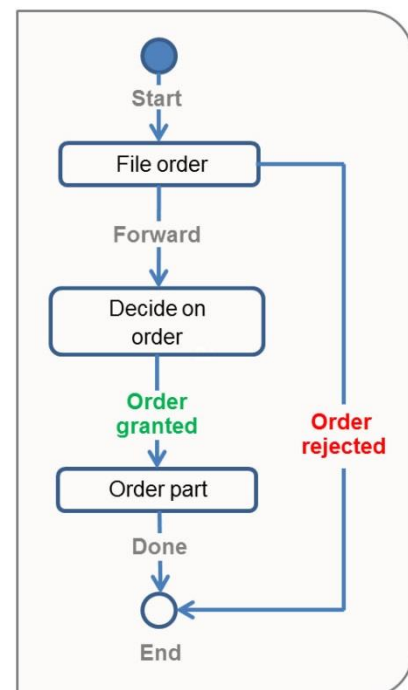 Start
File order
Forward
Decide on
order
Order
granted
Order
rejected
Order part
Done
End